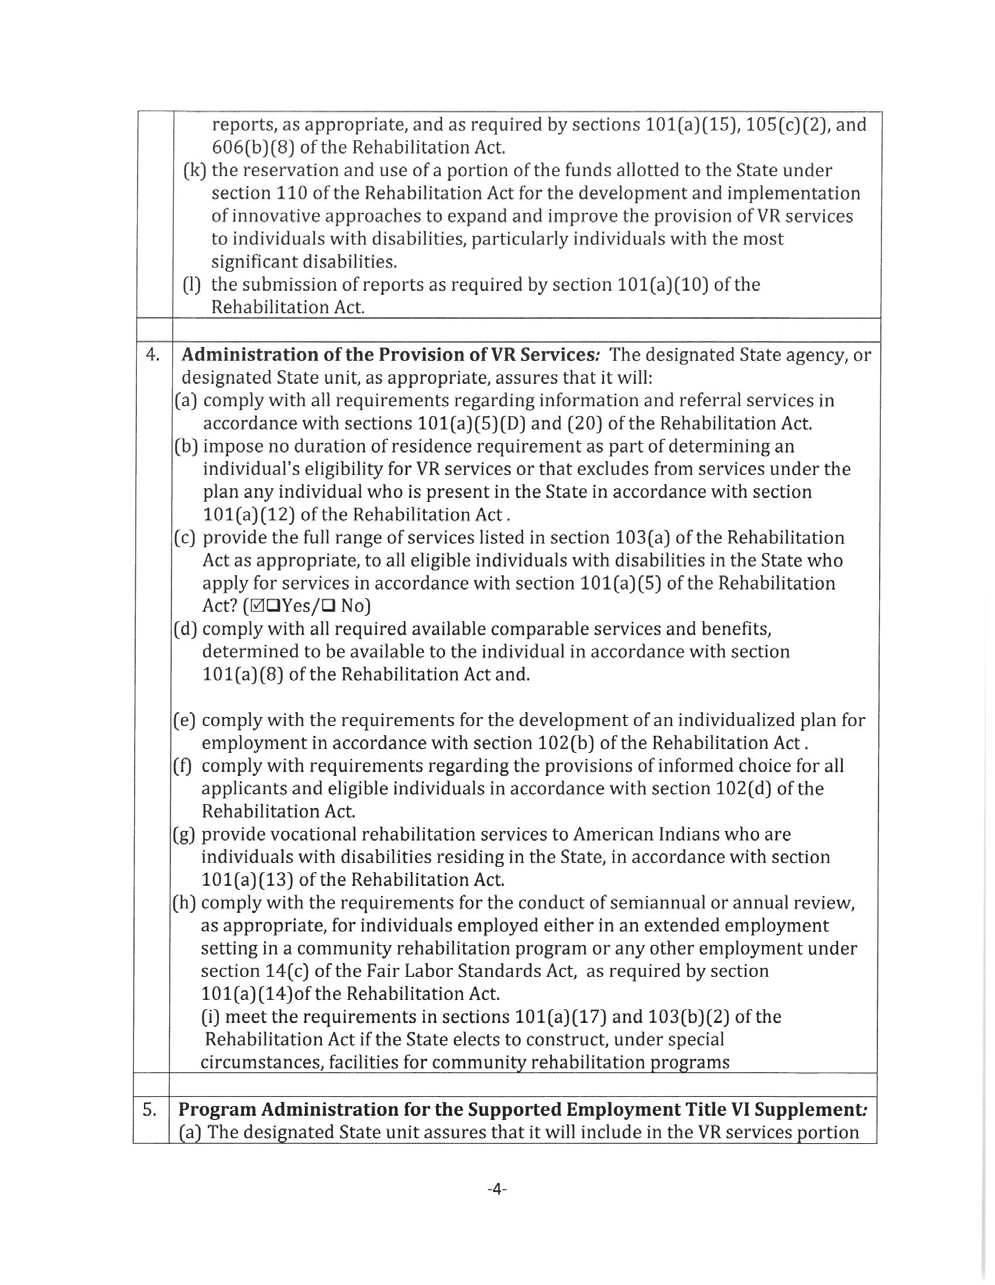 reports, as appropriate, and as required by sections 101(a)(15), 105(c)(2), and
606(b)(8) of the Rehabilitation Act.
(k) the reservation and use of a portion of the funds allotted to the State under
section 110 of the Rehabilitation Act for the development and implementation
of innovative approaches to expand and improve the provision of VR services
to individuals with disabilities, particularly individuals with the most
significant disabilities.
(l) the submission of reports as required by section 101(a)(10) of the
Rehabilitation Act.
4. Administration of the Provision of VR Services: The designated State agency, or
designated State unit, as appropriate, assures that it will:
(a) comply with all requirements regarding information and referral services in
accordance with sections 101(a)(5)(D) and (20) of the Rehabilitation Act.
(b) impose no duration of residence requirement as part of determining an
individual's eligibility for VR services or that excludes from services under the
plan any individual who is present in the State in accordance with section
101(a)(12) of the Rehabilitation Act .
(c) provide the full range of services listed in section 103(a) of the Rehabilitation
Act as appropriate, to all eligible individuals with disabilities in the State who
apply for services in accordance with section 101(a)(5) of the Rehabilitation
Act? (☑❑Yes/❑ No)
(d) comply with all required available comparable services and benefits,
determined to be available to the individual in accordance with section
101(a)(8) of the Rehabilitation Act and.
(e) comply with the requirements for the development of an individualized plan for
employment in accordance with section 102(b) of the Rehabilitation Act .
(f) comply with requirements regarding the provisions of informed choice for all
applicants and eligible individuals in accordance with section 102(d) of the
Rehabilitation Act.
(g) provide vocational rehabilitation services to American Indians who are
individuals with disabilities residing in the State, in accordance with section
101(a)(13) of the Rehabilitation Act.
(h) comply with the requirements for the conduct of semiannual or annual review,
as appropriate, for individuals employed either in an extended employment
setting in a community rehabilitation program or any other employment under
section 14(c) of the Fair Labor Standards Act, as required by section
101(a)(14)of the Rehabilitation Act.
(i) meet the requirements in sections 101(a)(17) and 103(b)(2) of the
Rehabilitation Act if the State elects to construct, under special
circumstances, facilities for community rehabilitation programs
5. Program Administration for the Supported Employment Title VI Supplement:
(a) The designated State unit assures that it will include in the VR services portion
-4-